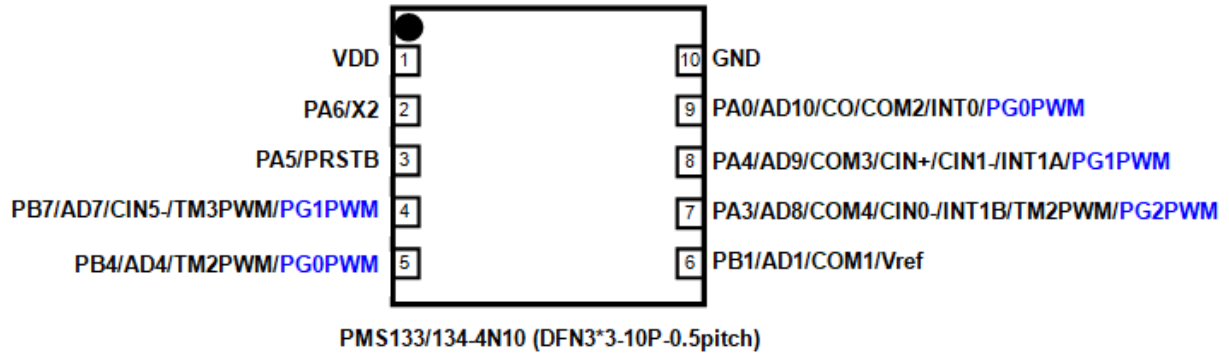 VDD 1 10 GND
PA6/X2 2 9 PA0/AD10/CO/COM2/INT0/PG0PWM
PA5/PRSTB 3 8 PA4/AD9/COM3/CIN+/CIN1-/INT1A/PG1PWM
PB7/AD7/CIN5-/TM3PWM/PG1PWM 4 7 PA3/AD8/COM4/CIN0-/INT1B/TM2PWM/PG2PWM
PB4/AD4/TM2PWM/PG0PWM 5 6 PB1/AD1/COM1/Vref
PMS133/134-4N10 (DFN3*3-10P-0.5pitch)